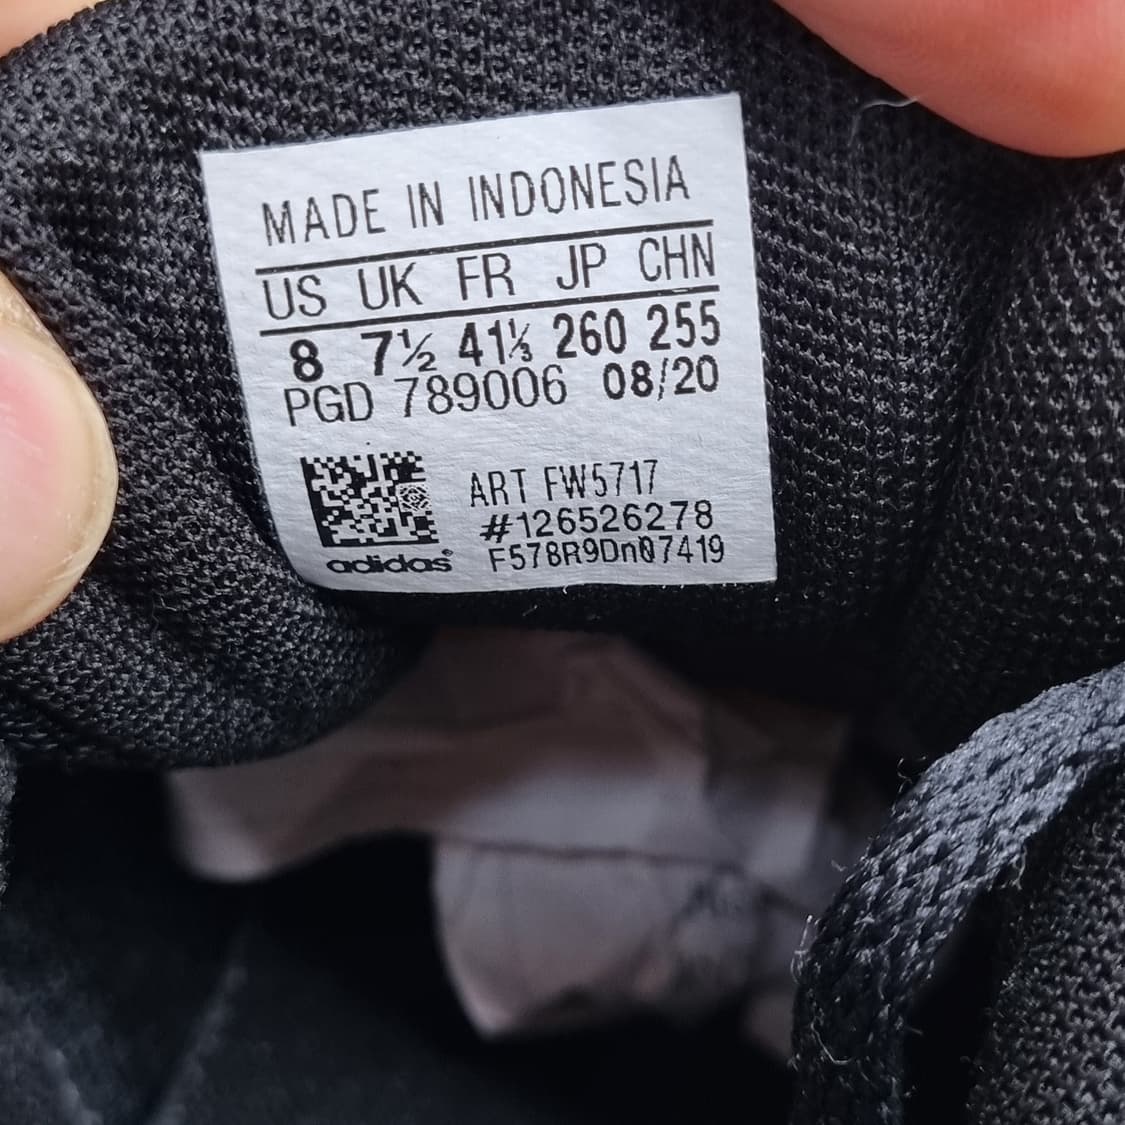 MADE IN INDONESIA
US UK FR JP CHN
8 7½ 41⅓ 260 255
PGD 789006 08/20
ART FW5717
#126526278
F578R9Dn07419
adidas®